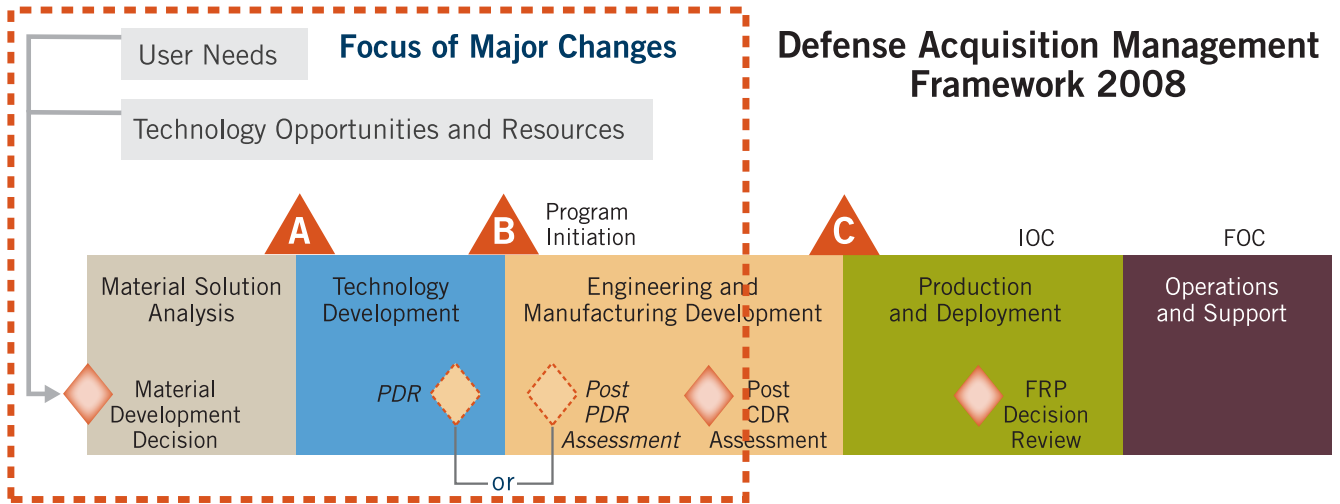 User Needs
Focus of Major Changes
Defense Acquisition Management
Framework 2008
Technology Opportunities and Resources
A
B
Program
Initiation
C
IOC
FOC
Material Solution
Analysis
Technology
Development
Engineering and
Manufacturing Development
Production
and Deployment
Operations
and Support
Material
Development
Decision
PDR
Post
PDR
Assessment
Post
CDR
Assessment
FRP
Decision
Review
or